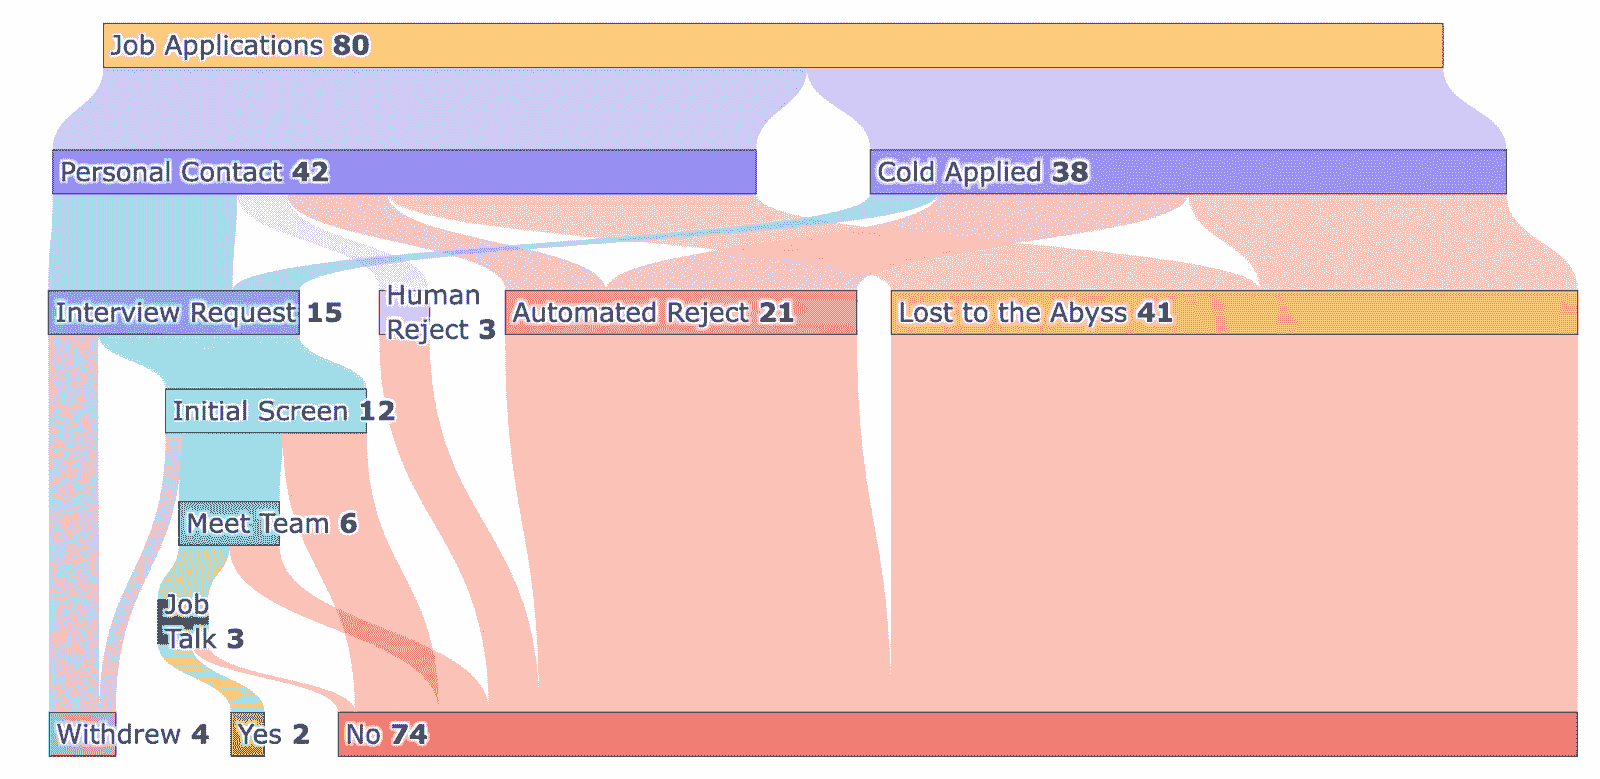 Job Applications 80
Personal Contact 42
Cold Applied 38
Interview Request 15
Human
Reject 3
Automated Reject 21
Lost to the Abyss 41
Initial Screen 12
Meet Team 6
Job
Talk 3
Withdrew 4
Yes 2
No 74